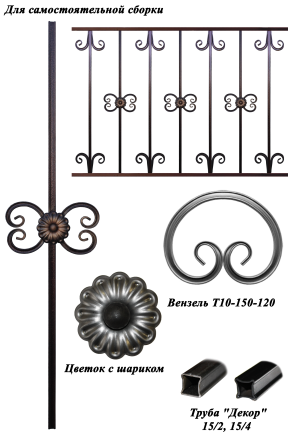 Для самостоятельной сборки
Вензель Т10-150-120
Цветок с шариком
Труба "Декор"
15/2, 15/4